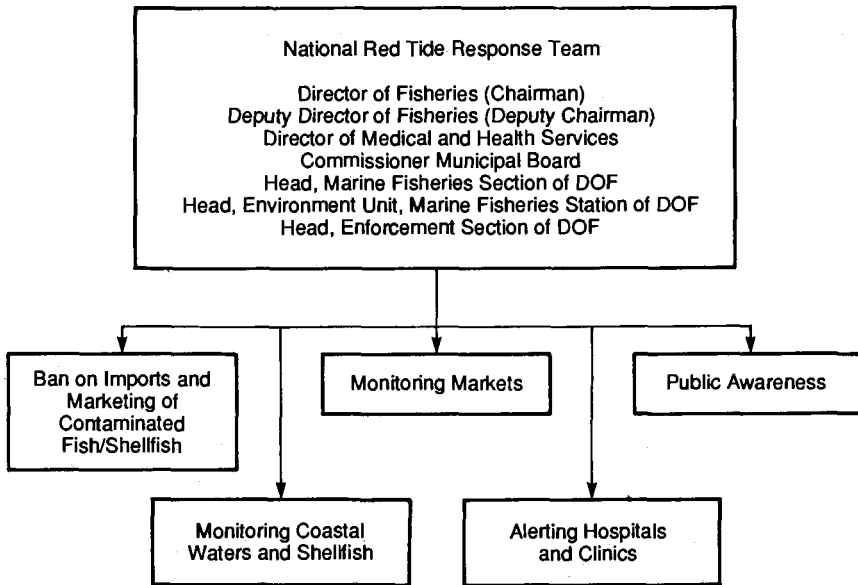 National Red Tide Response Team
Director of Fisheries (Chairman)
Deputy Director of Fisheries (Deputy Chairman)
Director of Medical and Health Services
Commissioner Municipal Board
Head, Marine Fisheries Section of DOF
Head, Environment Unit, Marine Fisheries Station of DOF
Head, Enforcement Section of DOF
Ban on Imports and
Marketing of
Contaminated
Fish/Shellfish
Monitoring Markets
Public Awareness
Monitoring Coastal
Waters and Shellfish
Alerting Hospitals
and Clinics